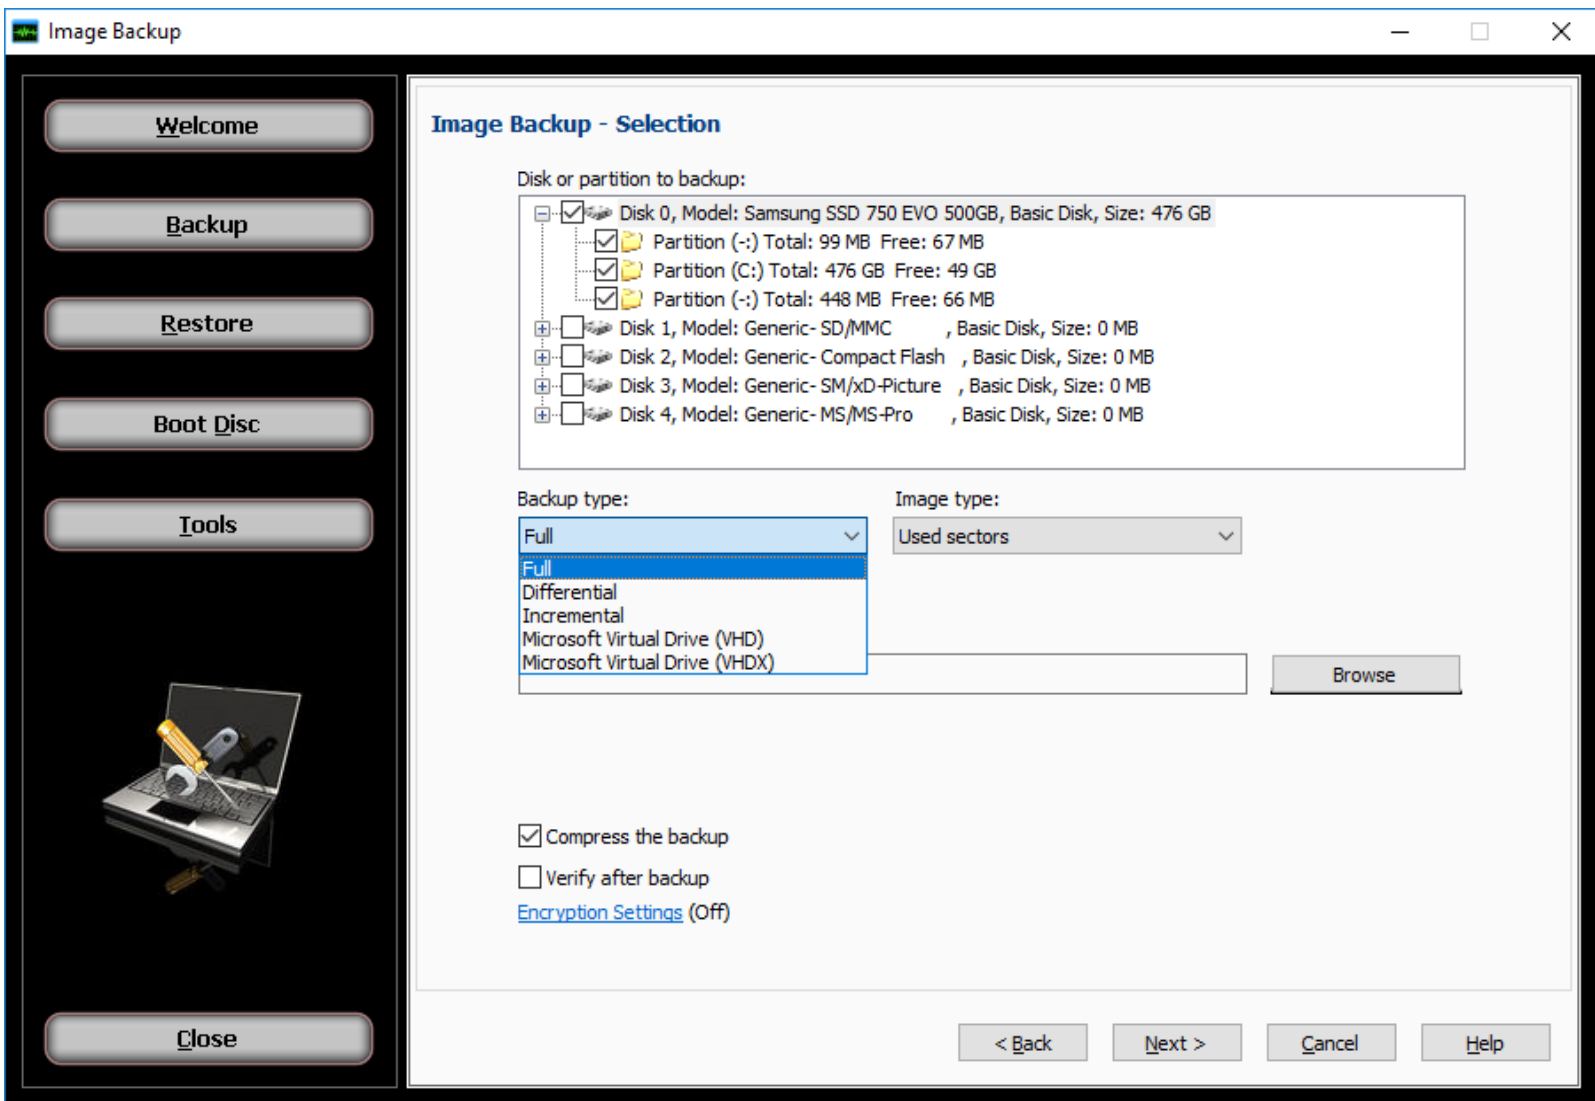 Image Backup
Welcome
Backup
Restore
Boot Disc
Tools
Close
Image Backup - Selection
Disk or partition to backup:
Disk 0, Model: Samsung SSD 750 EVO 500GB, Basic Disk, Size: 476 GB
Partition (-:) Total: 99 MB Free: 67 MB
Partition (C:) Total: 476 GB Free: 49 GB
Partition (-:) Total: 448 MB Free: 66 MB
Disk 1, Model: Generic- SD/MMC , Basic Disk, Size: 0 MB
Disk 2, Model: Generic- Compact Flash , Basic Disk, Size: 0 MB
Disk 3, Model: Generic- SM/xD-Picture , Basic Disk, Size: 0 MB
Disk 4, Model: Generic- MS/MS-Pro , Basic Disk, Size: 0 MB
Backup type: Image type:
Full Used sectors
Full
Differential
Incremental
Microsoft Virtual Drive (VHD)
Microsoft Virtual Drive (VHDX)
Browse
Compress the backup
Verify after backup
Encryption Settings (Off)
< Back Next > Cancel Help